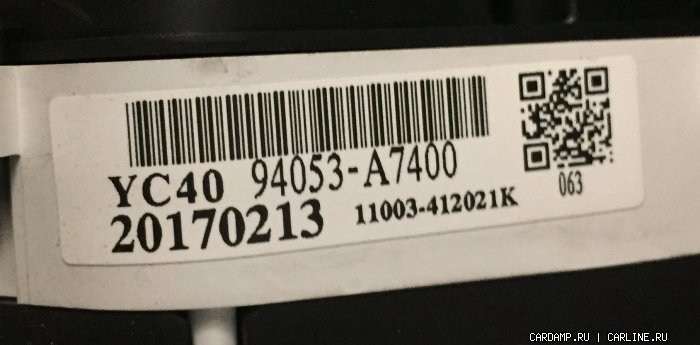 YC40 94053-A7400
20170213 11003-412021K
063
CARDAMP.RU | CARLINE.RU